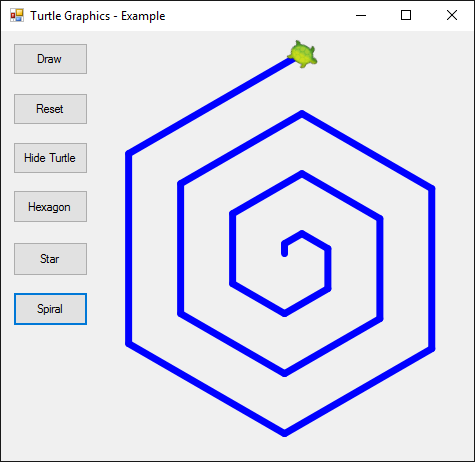 Turtle Graphics - Example
Draw
Reset
Hide Turtle
Hexagon
Star
Spiral